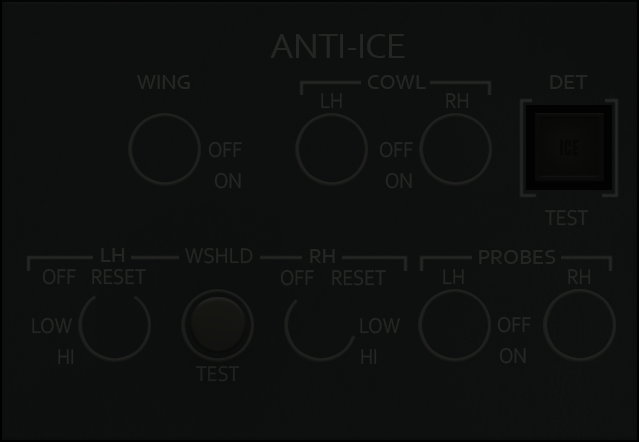 ANTI-ICE
WING COWL DET
LH RH
OFF OFF ICE
ON ON
TEST
LH WSHLD RH PROBES
OFF RESET OFF RESET LH RH
LOW LOW OFF
HI HI ON
TEST